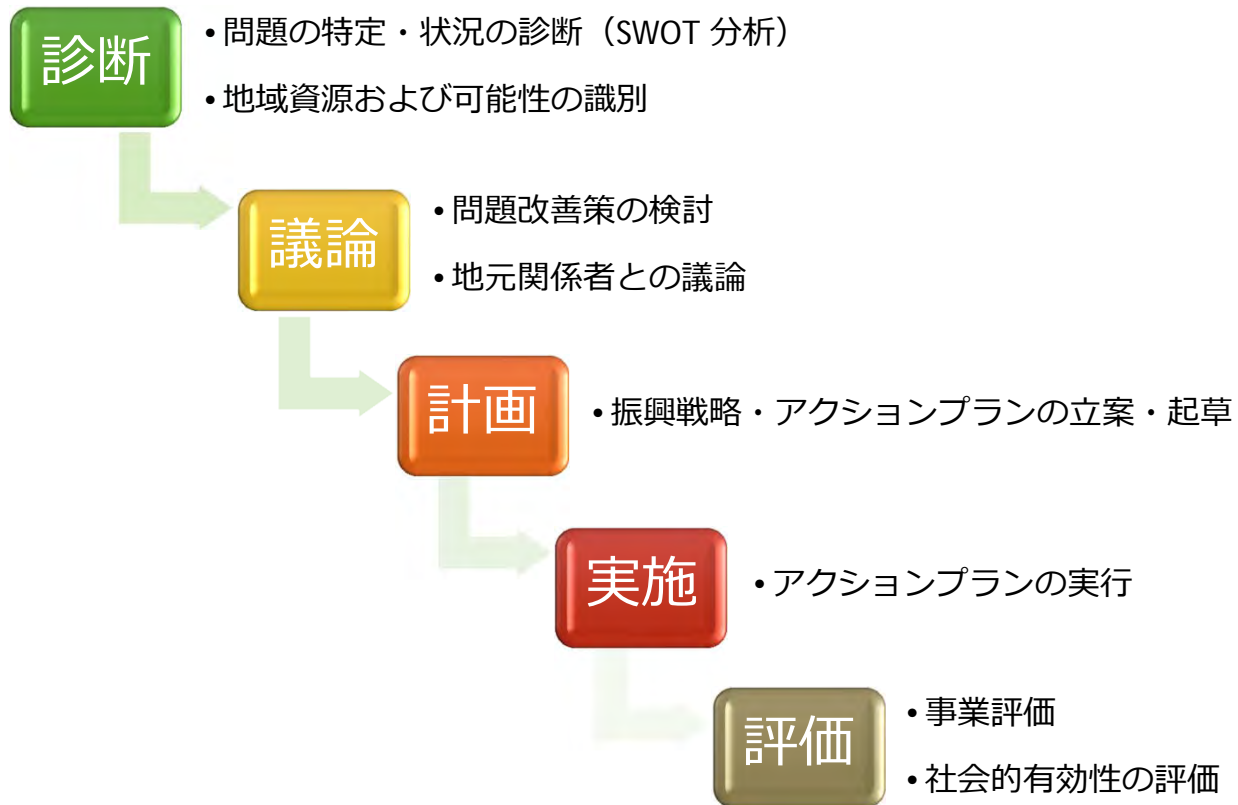 診断
•問題の特定・状況の診断（SWOT 分析）
•地域資源および可能性の識別
議論
•問題改善策の検討
•地元関係者との議論
計画
•振興戦略・アクションプランの立案・起草
実施
•アクションプランの実行
評価
•事業評価
•社会的有効性の評価